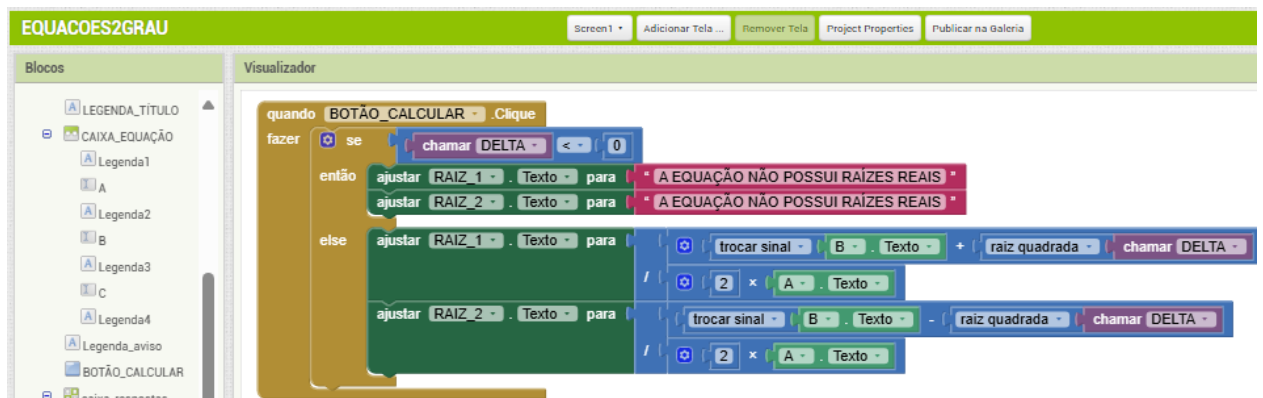 EQUACOES2GRAU
Screen1 Adicionar Tela ... Remover Tela Project Properties Publicar na Galeria
Blocos
Visualizador
LEGENDA_TÍTULO
CAIXA_EQUAÇÃO
Legenda1
A
Legenda2
B
Legenda3
C
Legenda4
Legenda_aviso
BOTÃO_CALCULAR
quando BOTÃO_CALCULAR .Clique
fazer se chamar DELTA < 0
então ajustar RAIZ_1 . Texto para " A EQUAÇÃO NÃO POSSUI RAÍZES REAIS "
ajustar RAIZ_2 . Texto para " A EQUAÇÃO NÃO POSSUI RAÍZES REAIS "
else ajustar RAIZ_1 . Texto para trocar sinal B . Texto + raiz quadrada chamar DELTA
/ 2 × A . Texto
ajustar RAIZ_2 . Texto para trocar sinal B . Texto - raiz quadrada chamar DELTA
/ 2 × A . Texto